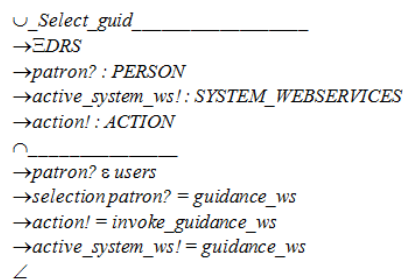 ∪_Select_guid___________________
→ΞDRS
→patron? : PERSON
→active_system_ws! : SYSTEM_WEBSERVICES
→action! : ACTION
∩_______________
→patron? ε users
→selection patron? = guidance_ws
→action! = invoke_guidance_ws
→active_system_ws! = guidance_ws
∠